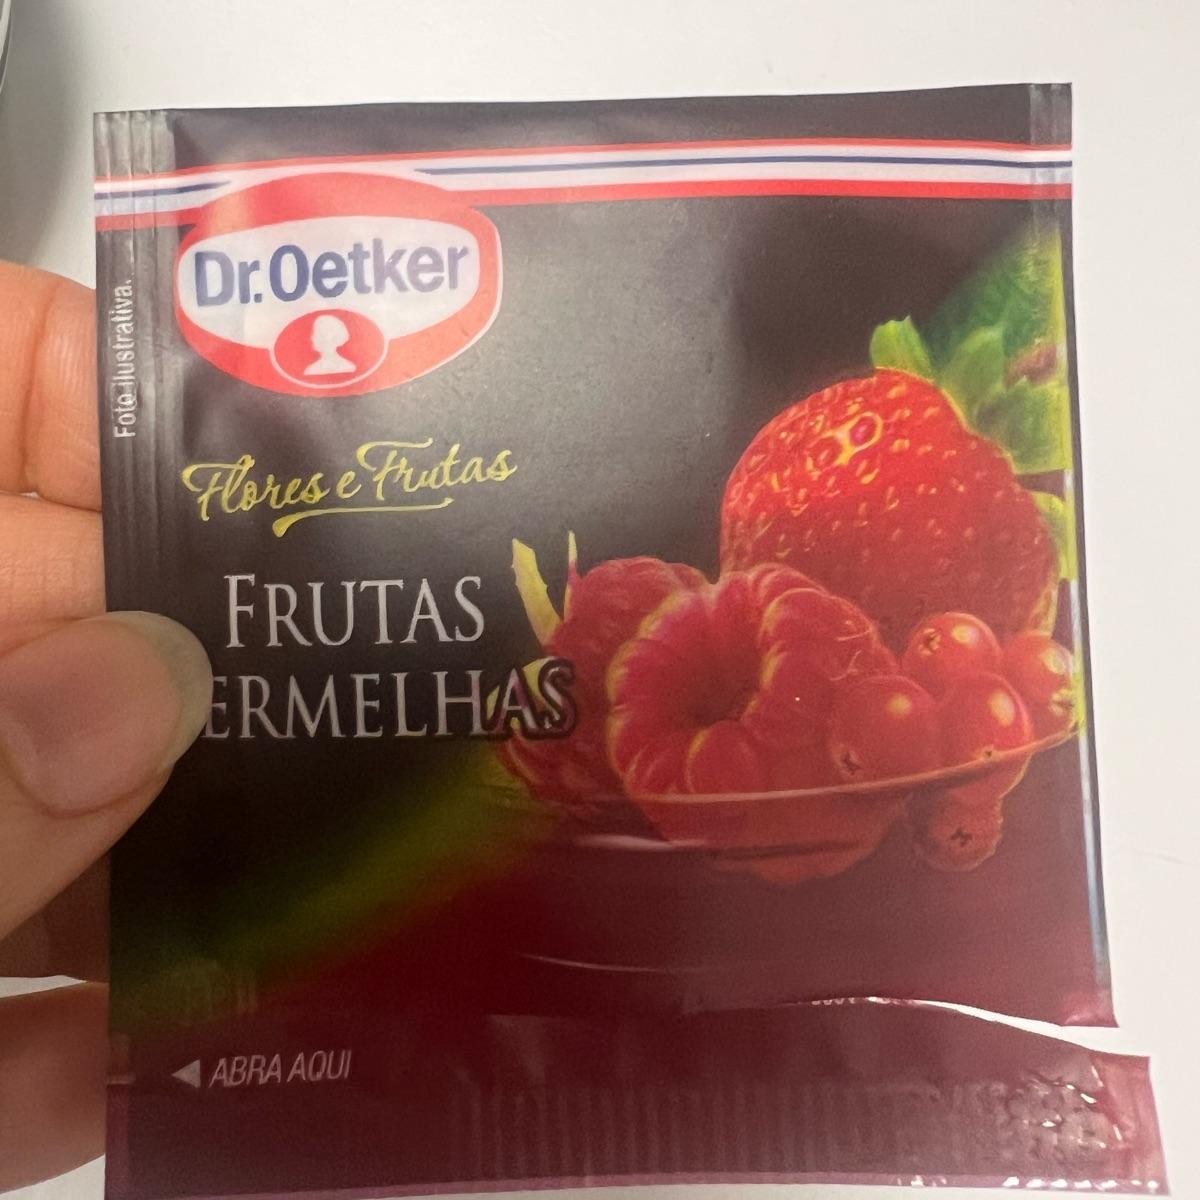 Dr.Oetker
Foto ilustrativa.
Flores e Frutas
FRUTAS
ERMELHAS
ABRA AQUI